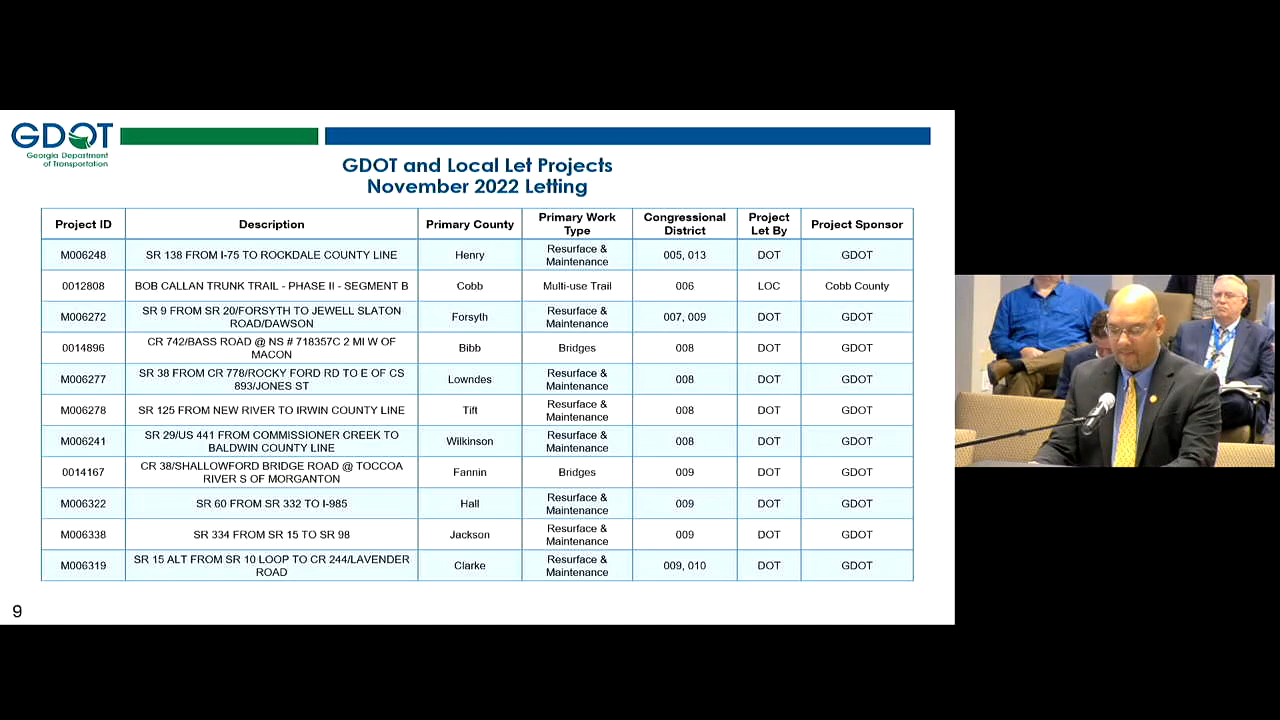 GDOT
Georgia Department
of Transportation
GDOT and Local Let Projects
November 2022 Letting
Project ID Description Primary County Primary Work Type Congressional District Project Let By Project Sponsor
M006248 SR 138 FROM I-75 TO ROCKDALE COUNTY LINE Henry Resurface & Maintenance 005, 013 DOT GDOT
0012808 BOB CALLAN TRUNK TRAIL - PHASE II - SEGMENT B Cobb Multi-use Trail 006 LOC Cobb County
M006272 SR 9 FROM SR 20/FORSYTH TO JEWELL SLATON ROAD/DAWSON Forsyth Resurface & Maintenance 007, 009 DOT GDOT
0014896 CR 742/BASS ROAD @ NS # 718357C 2 MI W OF MACON Bibb Bridges 008 DOT GDOT
M006277 SR 38 FROM CR 778/ROCKY FORD RD TO E OF CS 893/JONES ST Lowndes Resurface & Maintenance 008 DOT GDOT
M006278 SR 125 FROM NEW RIVER TO IRWIN COUNTY LINE Tift Resurface & Maintenance 008 DOT GDOT
M006241 SR 29/US 441 FROM COMMISSIONER CREEK TO BALDWIN COUNTY LINE Wilkinson Resurface & Maintenance 008 DOT GDOT
0014167 CR 38/SHALLOWFORD BRIDGE ROAD @ TOCCOA RIVER S OF MORGANTON Fannin Bridges 009 DOT GDOT
M006322 SR 60 FROM SR 332 TO I-985 Hall Resurface & Maintenance 009 DOT GDOT
M006338 SR 334 FROM SR 15 TO SR 98 Jackson Resurface & Maintenance 009 DOT GDOT
M006319 SR 15 ALT FROM SR 10 LOOP TO CR 244/LAVENDER ROAD Clarke Resurface & Maintenance 009, 010 DOT GDOT
9